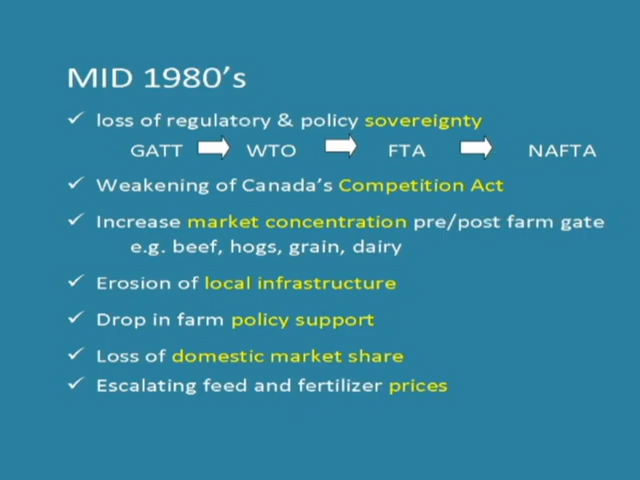 MID 1980's
✓ loss of regulatory & policy sovereignty
GATT WTO FTA NAFTA
✓ Weakening of Canada's Competition Act
✓ Increase market concentration pre/post farm gate
e.g. beef, hogs, grain, dairy
✓ Erosion of local infrastructure
✓ Drop in farm policy support
✓ Loss of domestic market share
✓ Escalating feed and fertilizer prices